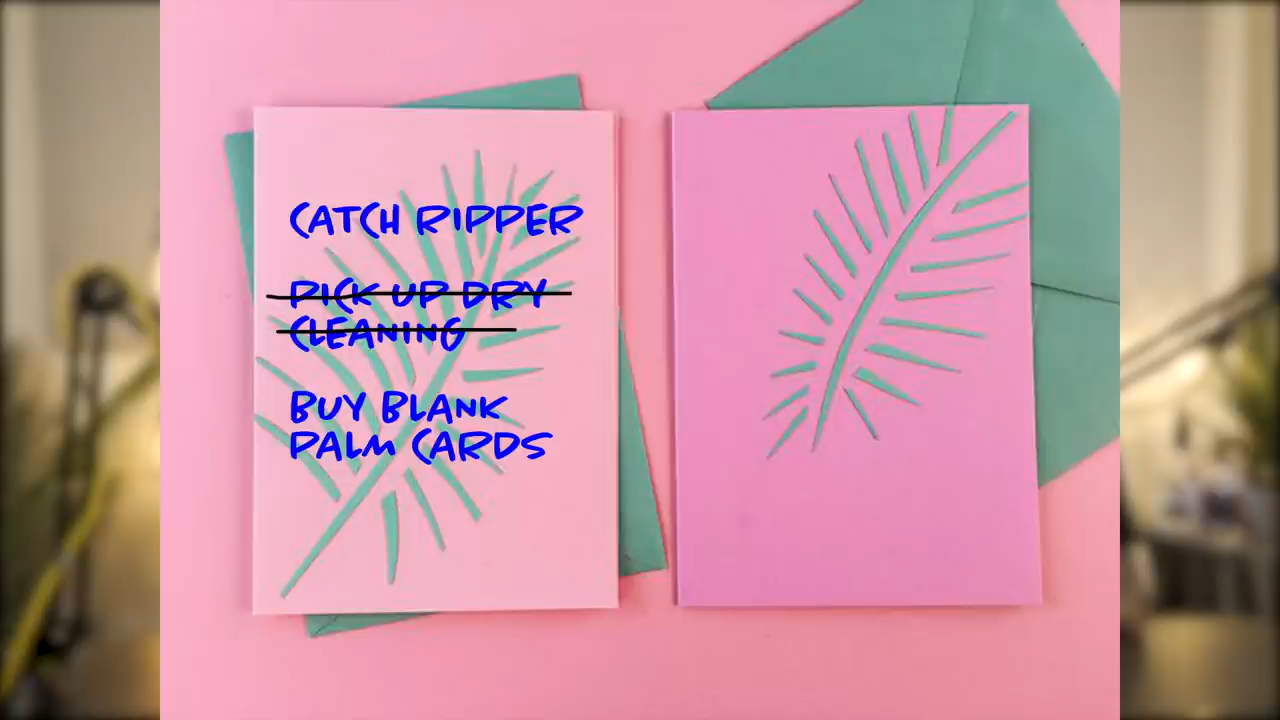 CATCH RIPPER
PICK UP DRY
CLEANING
BUY BLANK
PALM CARDS